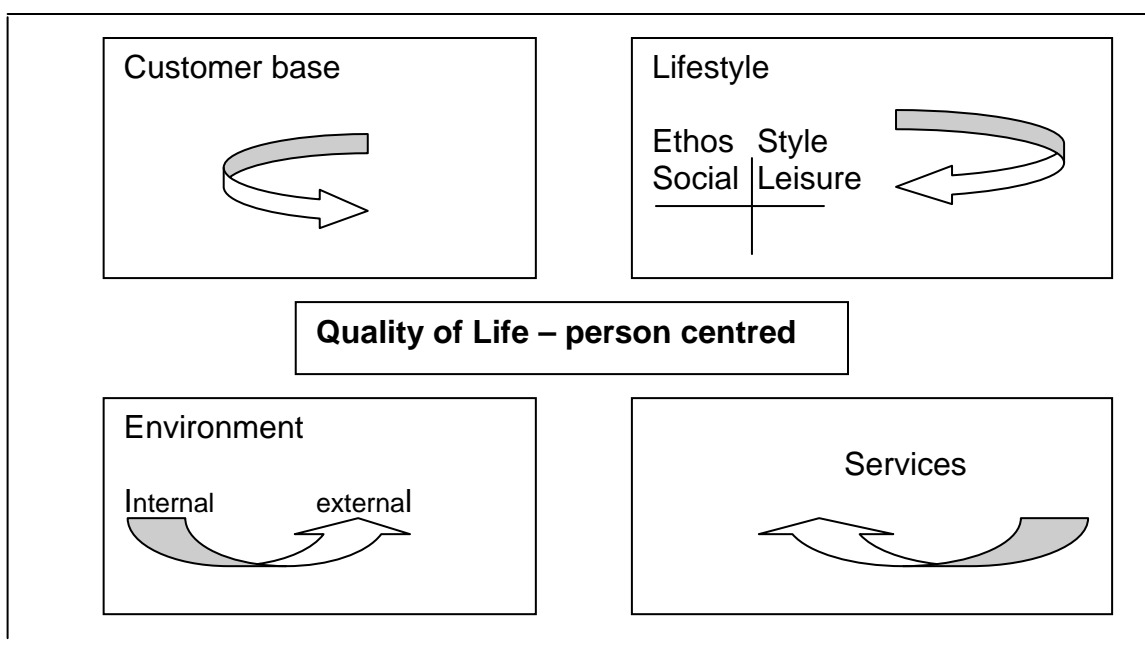 Customer base
Lifestyle
Ethos Style
Social Leisure
Quality of Life – person centred
Environment
Internal external
Services